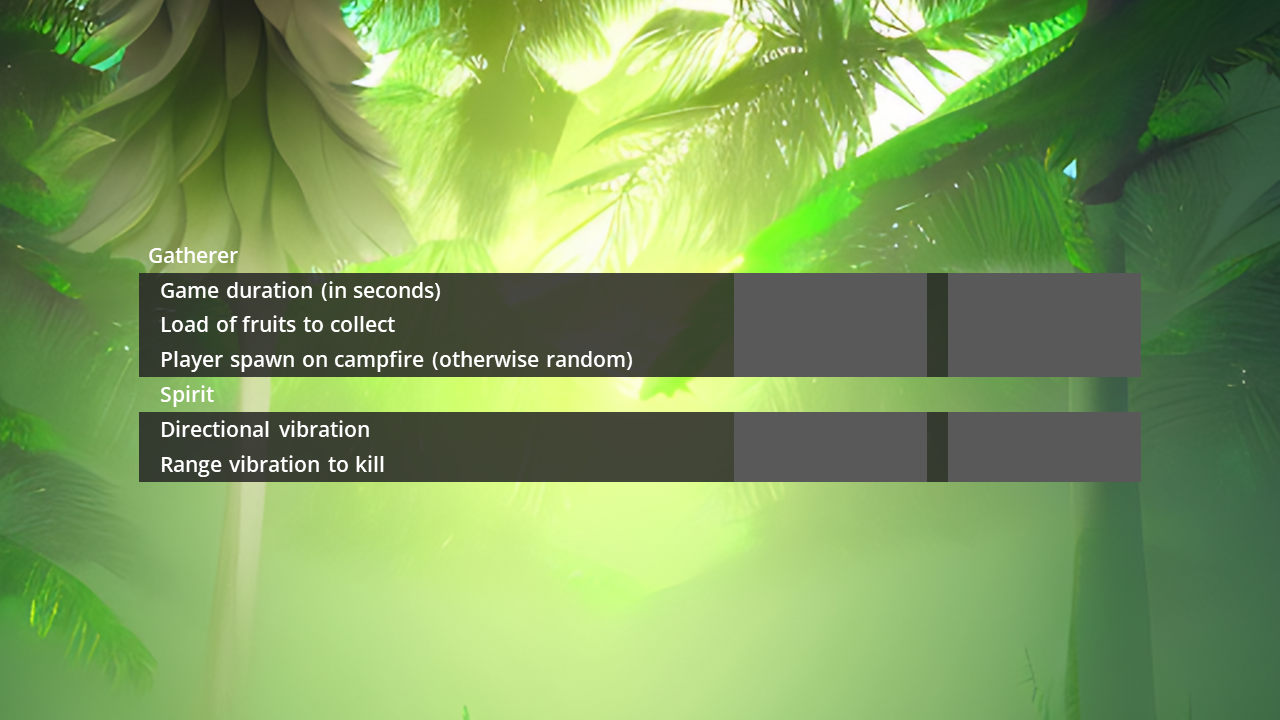 Gatherer
Game duration (in seconds)
Load of fruits to collect
Player spawn on campfire (otherwise random)
Spirit
Directional vibration
Range vibration to kill